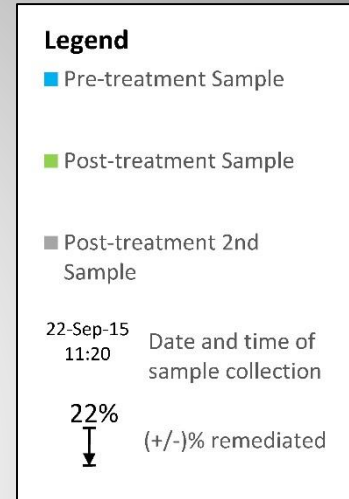 Legend
Pre-treatment Sample
Post-treatment Sample
Post-treatment 2nd
Sample
22-Sep-15
11:20
Date and time of
sample collection
22%
(+/-)% remediated